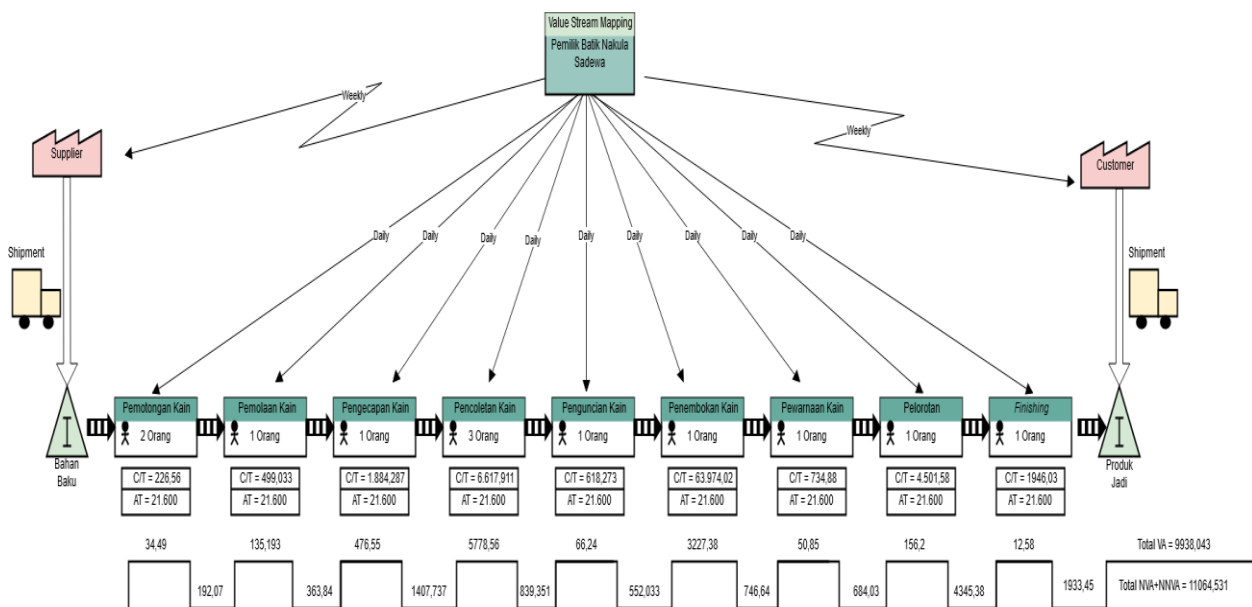 Value Stream Mapping
Pemilik Batik Nakula
Sadewa
Weekly
Weekly
Supplier
Customer
Shipment
Shipment
Daily
Daily
Daily
Daily
Daily
Daily
Daily
Daily
Daily
Pemotongan Kain
2 Orang
C/T = 226,56
AT = 21.600
Pemolaan Kain
1 Orang
C/T = 499,033
AT = 21.600
Pengecapan Kain
1 Orang
C/T = 1.884,287
AT = 21.600
Pencoletan Kain
3 Orang
C/T = 6.617,911
AT = 21.600
Penguncian Kain
1 Orang
C/T = 618,273
AT = 21.600
Penembokan Kain
1 Orang
C/T = 63.974,02
AT = 21.600
Pewarnaan Kain
1 Orang
C/T = 734,88
AT = 21.600
Pelorotan
1 Orang
C/T = 4.501,58
AT = 21.600
Finishing
1 Orang
C/T = 1946,03
AT = 21.600
Bahan
Baku
Produk
Jadi
34,49
135,193
476,55
5778,56
66,24
3227,38
50,85
156,2
12,58
Total VA = 9938,043
192,07
363,84
1407,737
839,351
552,033
746,64
684,03
4345,38
1933,45
Total NVA+NNVA = 11064,531